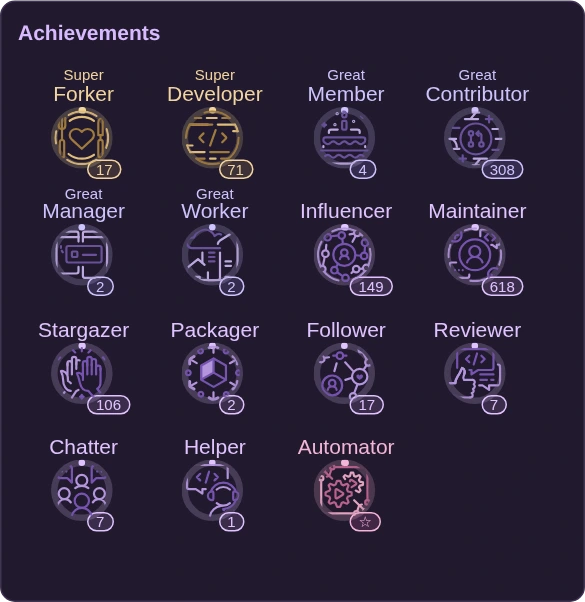 Achievements
Super
Forker
17
Super
Developer
71
Great
Member
4
Great
Contributor
308
Great
Manager
2
Great
Worker
2
Influencer
149
Maintainer
618
Stargazer
106
Packager
2
Follower
17
Reviewer
7
Chatter
7
Helper
1
Automator
☆